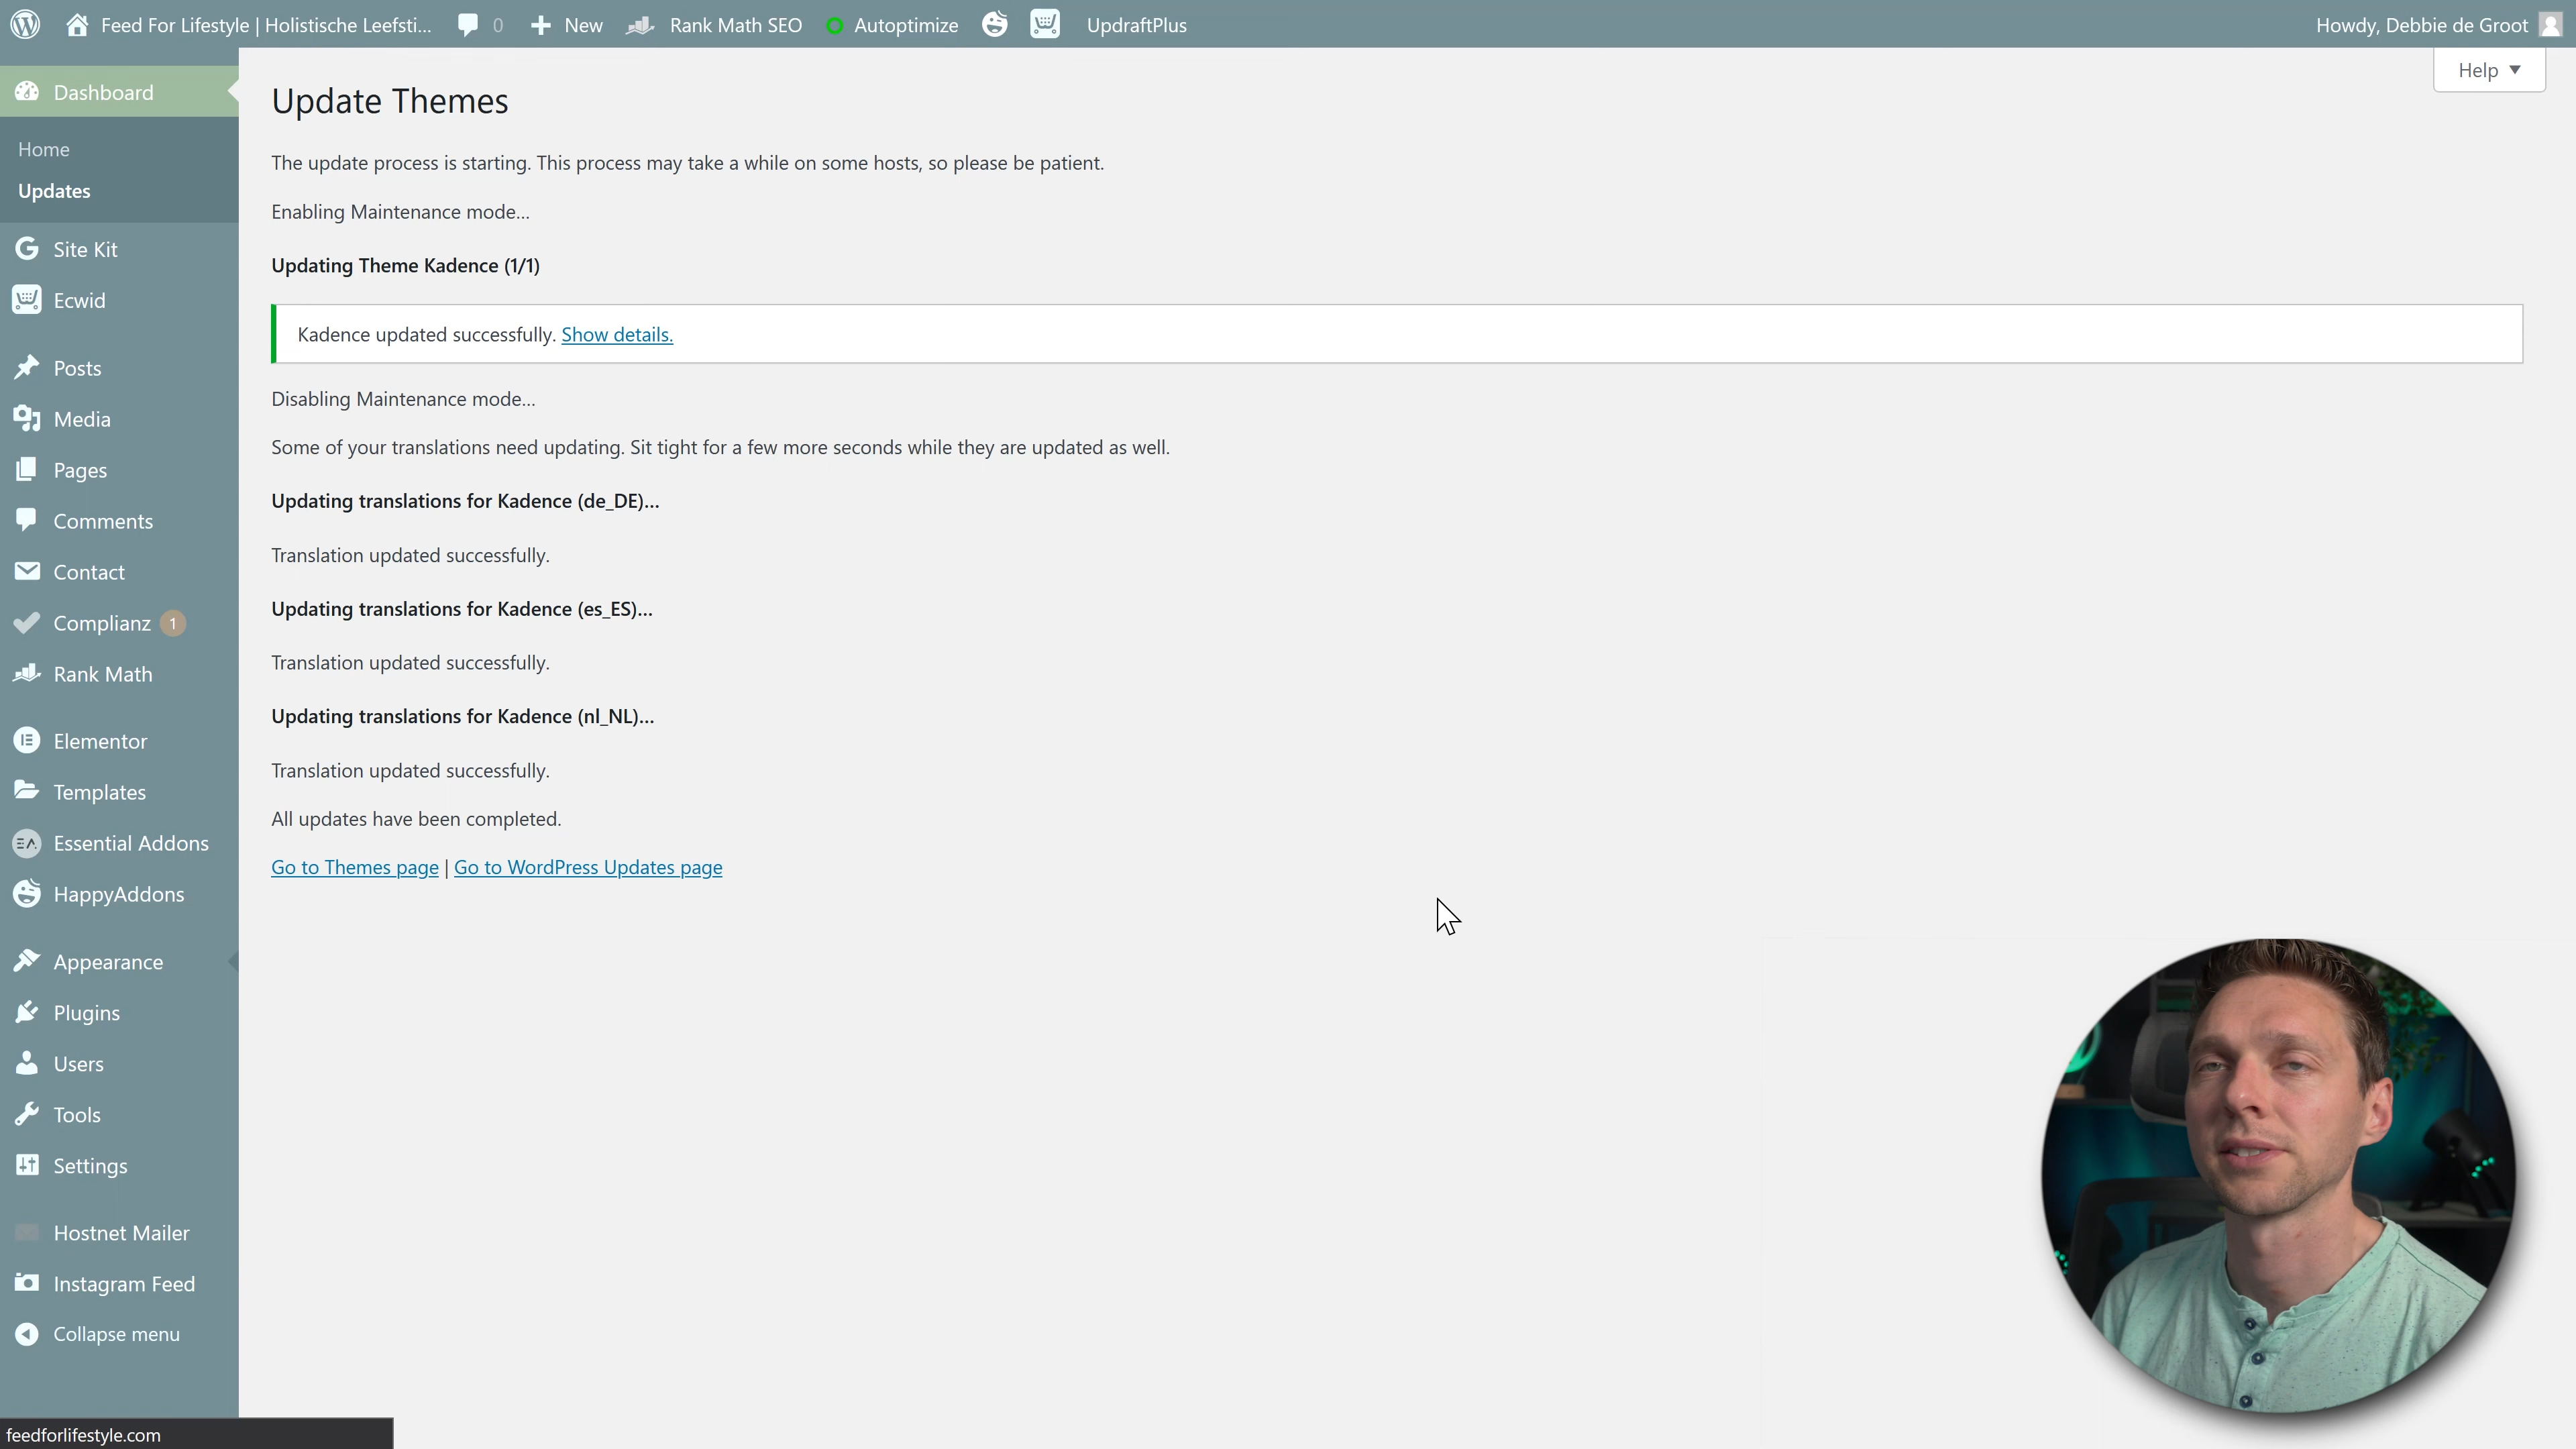 Feed For Lifestyle | Holistische Leefsti... 0 New Rank Math SEO Autoptimize UpdraftPlus Howdy, Debbie de Groot
Help
Dashboard
Home
Updates
Site Kit
Ecwid
Posts
Media
Pages
Comments
Contact
Complianz 1
Rank Math
Elementor
Templates
Essential Addons
HappyAddons
Appearance
Plugins
Users
Tools
Settings
Hostnet Mailer
Instagram Feed
Collapse menu
Update Themes
The update process is starting. This process may take a while on some hosts, so please be patient.
Enabling Maintenance mode...
Updating Theme Kadence (1/1)
Kadence updated successfully. Show details.
Disabling Maintenance mode...
Some of your translations need updating. Sit tight for a few more seconds while they are updated as well.
Updating translations for Kadence (de_DE)...
Translation updated successfully.
Updating translations for Kadence (es_ES)...
Translation updated successfully.
Updating translations for Kadence (nl_NL)...
Translation updated successfully.
All updates have been completed.
Go to Themes page | Go to WordPress Updates page
feedforlifestyle.com